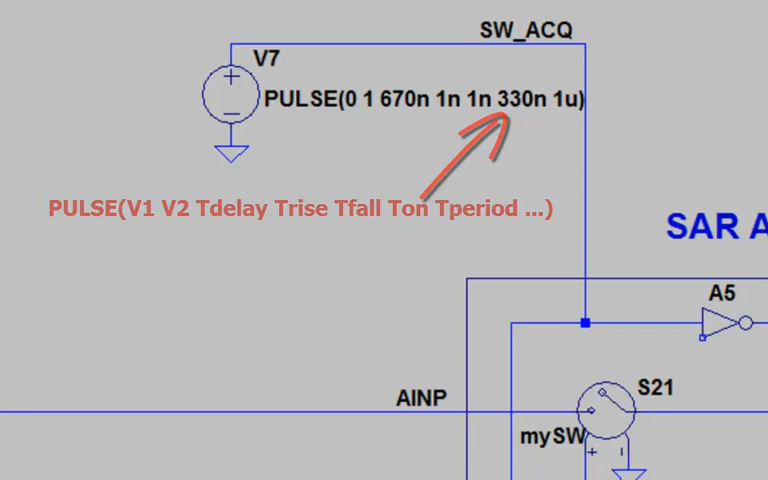 SW_ACQ
V7
PULSE(0 1 670n 1n 1n 330n 1u)
PULSE(V1 V2 Tdelay Trise Tfall Ton Tperiod ...)
SAR A
A5
S21
AINP
mySW